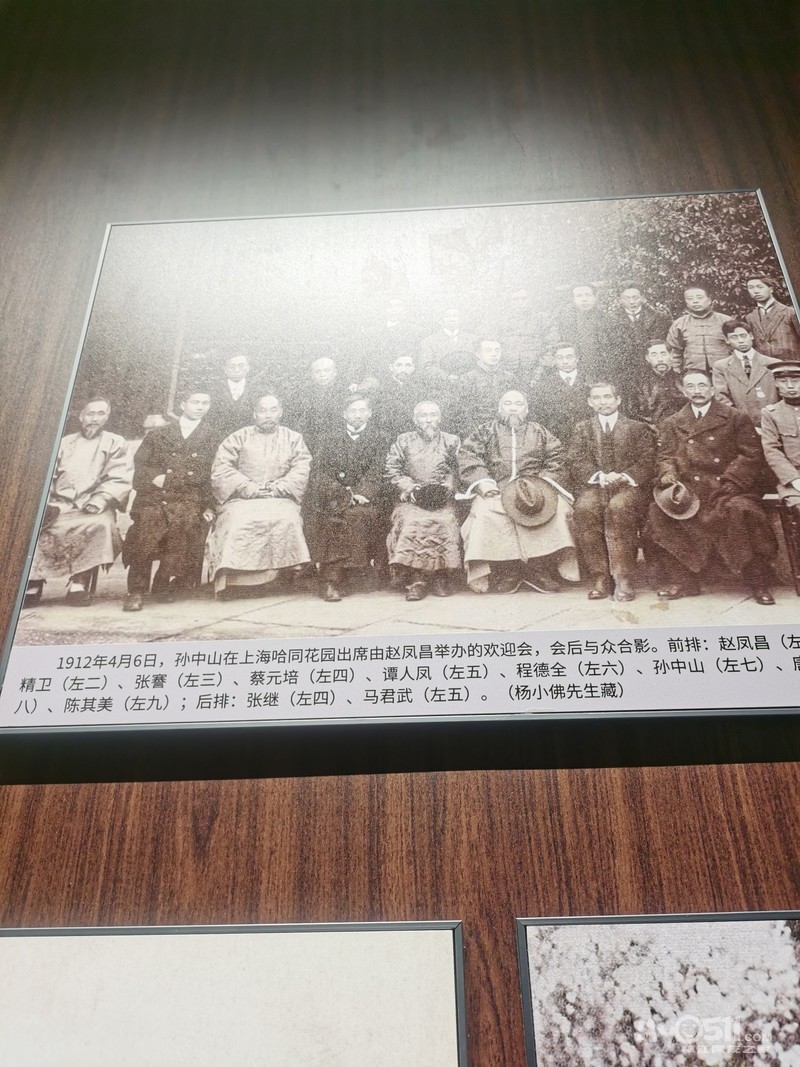 1912年4月6日，孙中山在上海哈同花园出席由赵凤昌举办的欢迎会，会后与众合影。前排：赵凤昌（左
精卫（左二）、张謇（左三）、蔡元培（左四）、谭人凤（左五）、程德全（左六）、孙中山（左七）、唐
八）、陈其美（左九）；后排：张继（左四）、马君武（左五）。（杨小佛先生藏）